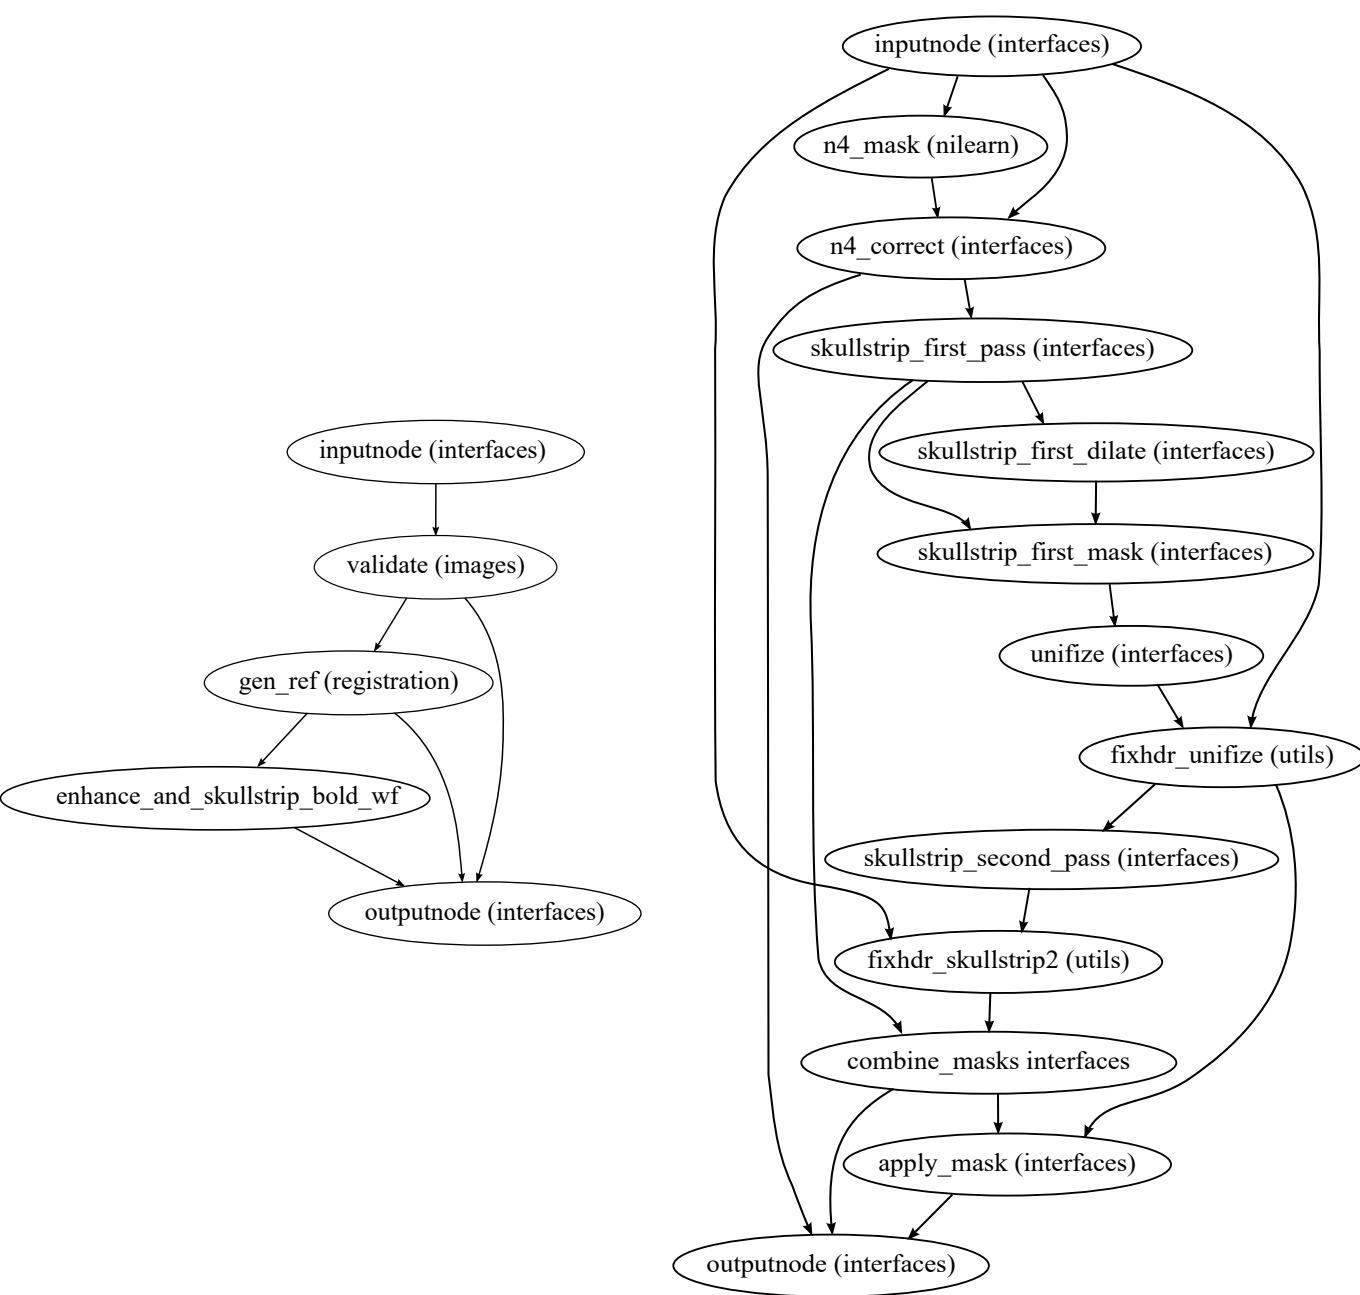 inputnode (interfaces)
validate (images)
gen_ref (registration)
enhance_and_skullstrip_bold_wf
outputnode (interfaces)
inputnode (interfaces)
n4_mask (nilearn)
n4_correct (interfaces)
skullstrip_first_pass (interfaces)
skullstrip_first_dilate (interfaces)
skullstrip_first_mask (interfaces)
unifize (interfaces)
fixhdr_unifize (utils)
skullstrip_second_pass (interfaces)
fixhdr_skullstrip2 (utils)
combine_masks interfaces
apply_mask (interfaces)
outputnode (interfaces)